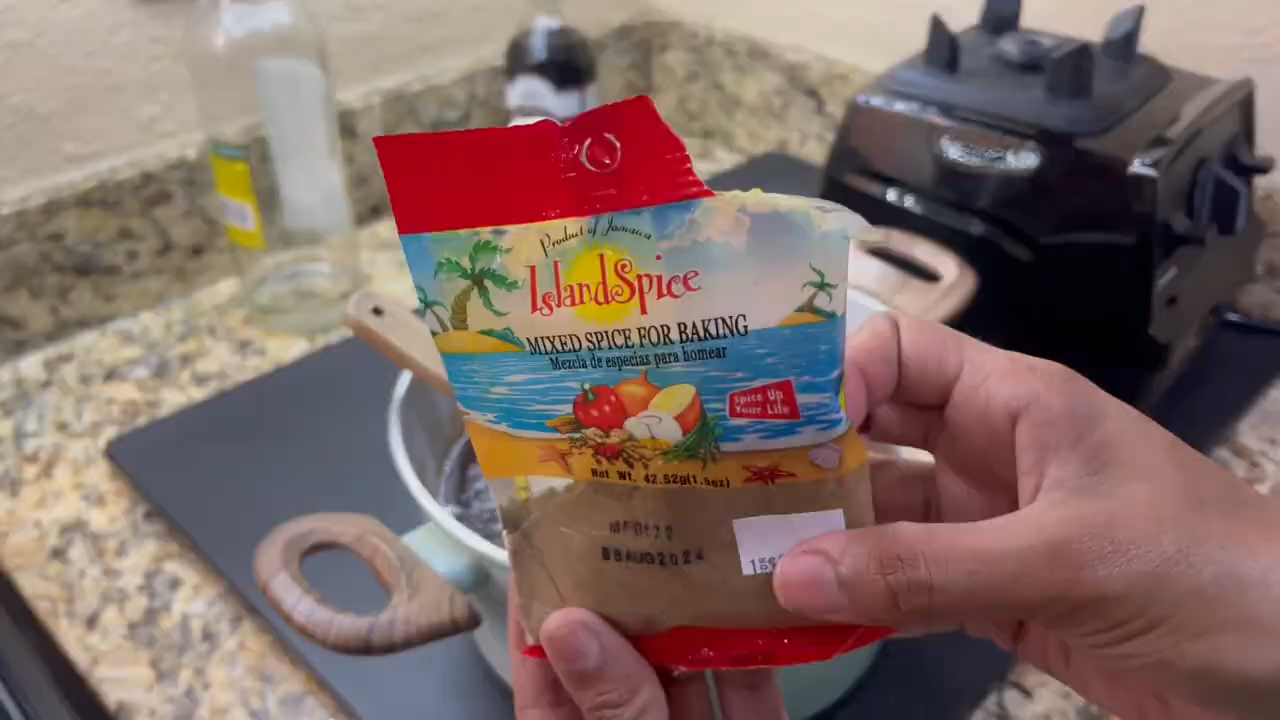 Product of Jamaica
IslandSpice
MIXED SPICE FOR BAKING
Mezcla de especias para hornear
Spice Up
Your Life
Net Wt. 42.52g(1.5oz)
08AUG2024